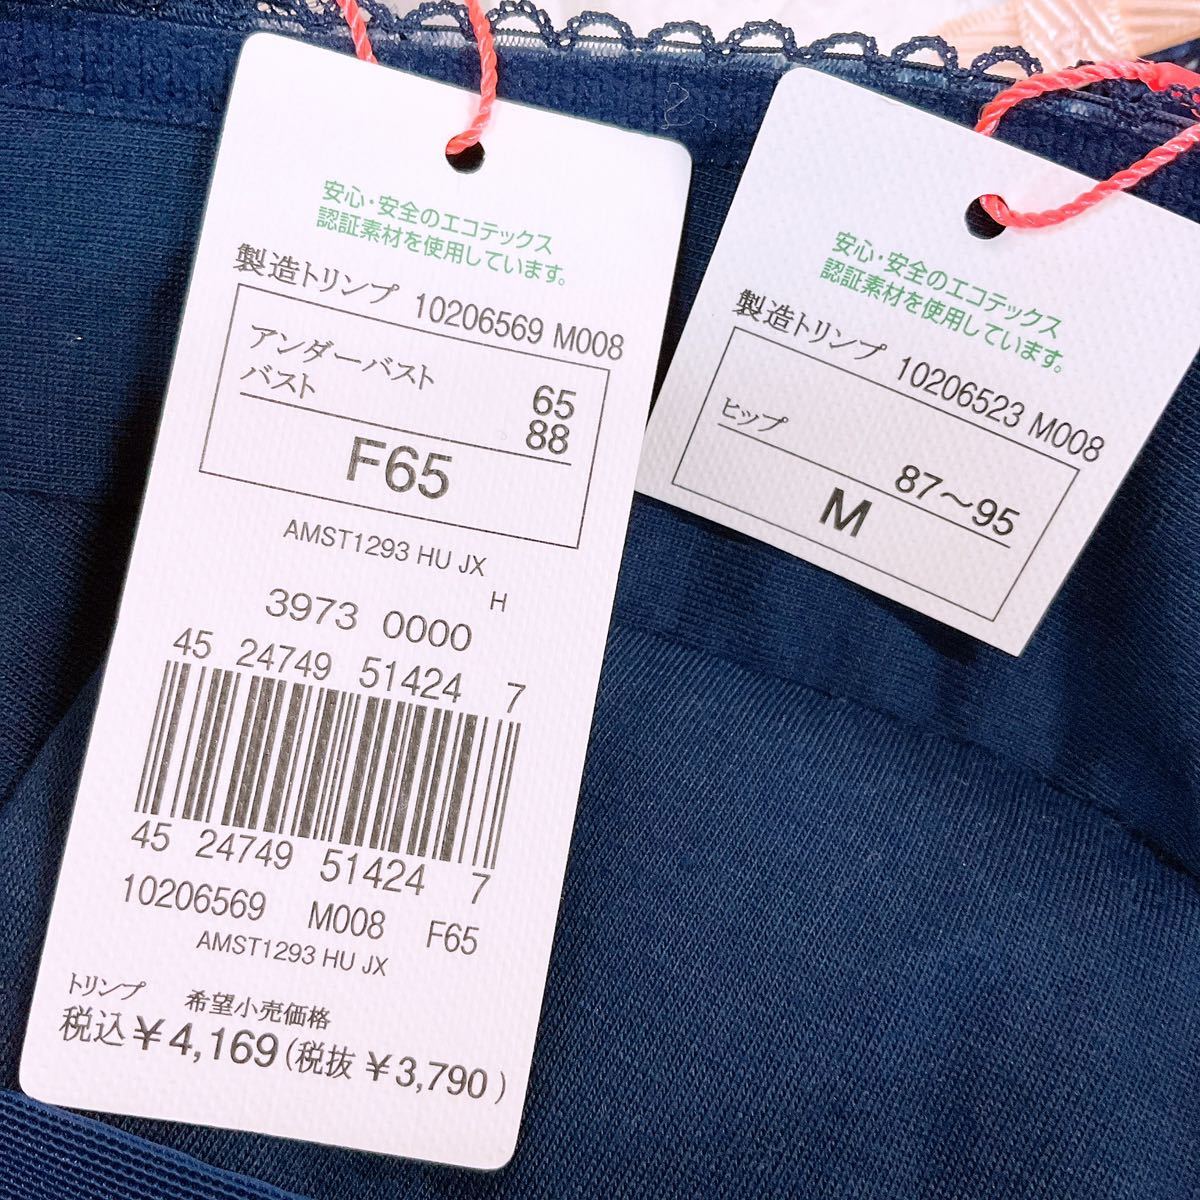 安心・安全のエコテックス
認証素材を使用しています。
製造トリンプ 10206569 M008
アンダーバスト 65
バスト 88
F65
AMST1293 HU JX
H
3973 0000
45 24749 51424 7
45 24749 51424 7
10206569 M008 F65
AMST1293 HU JX
トリンプ 希望小売価格
税込￥4,169(税抜￥3,790)
安心・安全のエコテックス
認証素材を使用しています。
製造トリンプ 10206523 M008
ヒップ 87～95
M